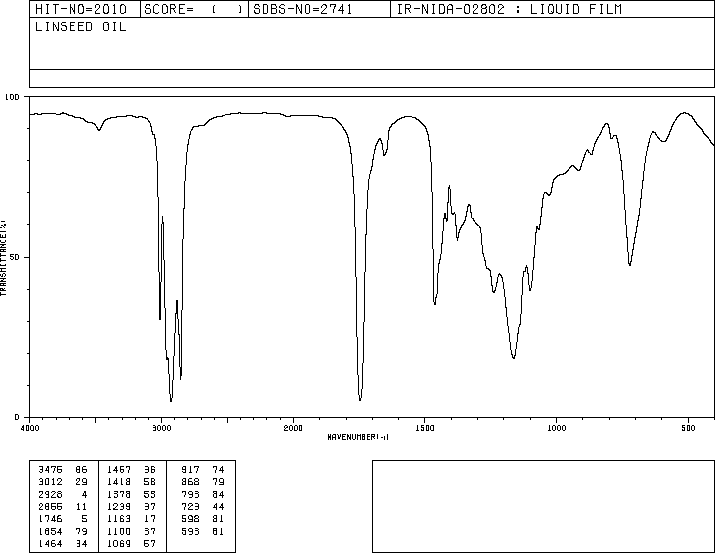 HIT-NO=2010 SCORE= ( ) SDBS-NO=2741 IR-NIDA-02802 : LIQUID FILM
LINSEED OIL
100
TRANSMITTANCE(%)
50
0
4000 3000 2000 1500 1000 500
WAVENUMBER(-1)
3476 86 1467 36 917 74
3012 29 1418 58 868 79
2928 4 1378 55 793 84
2855 11 1239 37 723 44
1746 5 1163 17 598 81
1654 79 1100 37 593 81
1464 34 1069 57